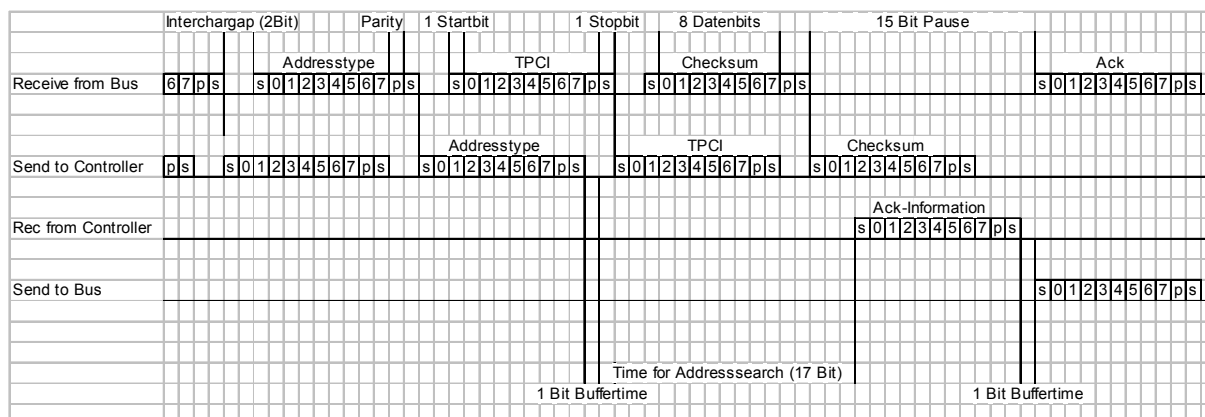 Interchargap (2Bit) Parity 1 Startbit 1 Stopbit 8 Datenbits 15 Bit Pause
Addresstype TPCI Checksum Ack
Receive from Bus 6 7 p s s 0 1 2 3 4 5 6 7 p s s 0 1 2 3 4 5 6 7 p s s 0 1 2 3 4 5 6 7 p s s 0 1 2 3 4 5 6 7 p s
Addresstype TPCI Checksum
Send to Controller p s s 0 1 2 3 4 5 6 7 p s s 0 1 2 3 4 5 6 7 p s s 0 1 2 3 4 5 6 7 p s s 0 1 2 3 4 5 6 7 p s
Ack-Information
Rec from Controller s 0 1 2 3 4 5 6 7 p s
Send to Bus s 0 1 2 3 4 5 6 7 p s
Time for Addresssearch (17 Bit)
1 Bit Buffertime 1 Bit Buffertime